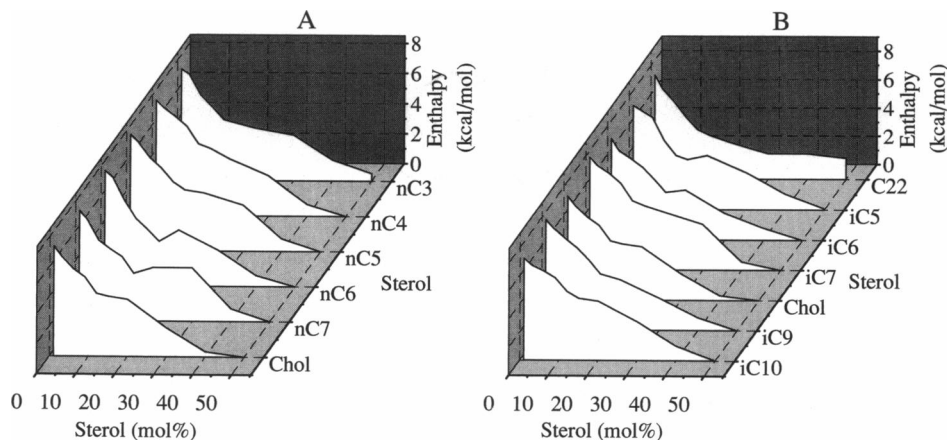 A
8
6
4
2
0
Enthalpy
(kcal/mol)
nC3
nC4
nC5
nC6
nC7
Chol
Sterol
0 10 20 30 40 50
Sterol (mol%)
B
8
6
4
2
0
Enthalpy
(kcal/mol)
C22
iC5
iC6
iC7
Chol
iC9
iC10
Sterol
0 10 20 30 40 50
Sterol (mol%)